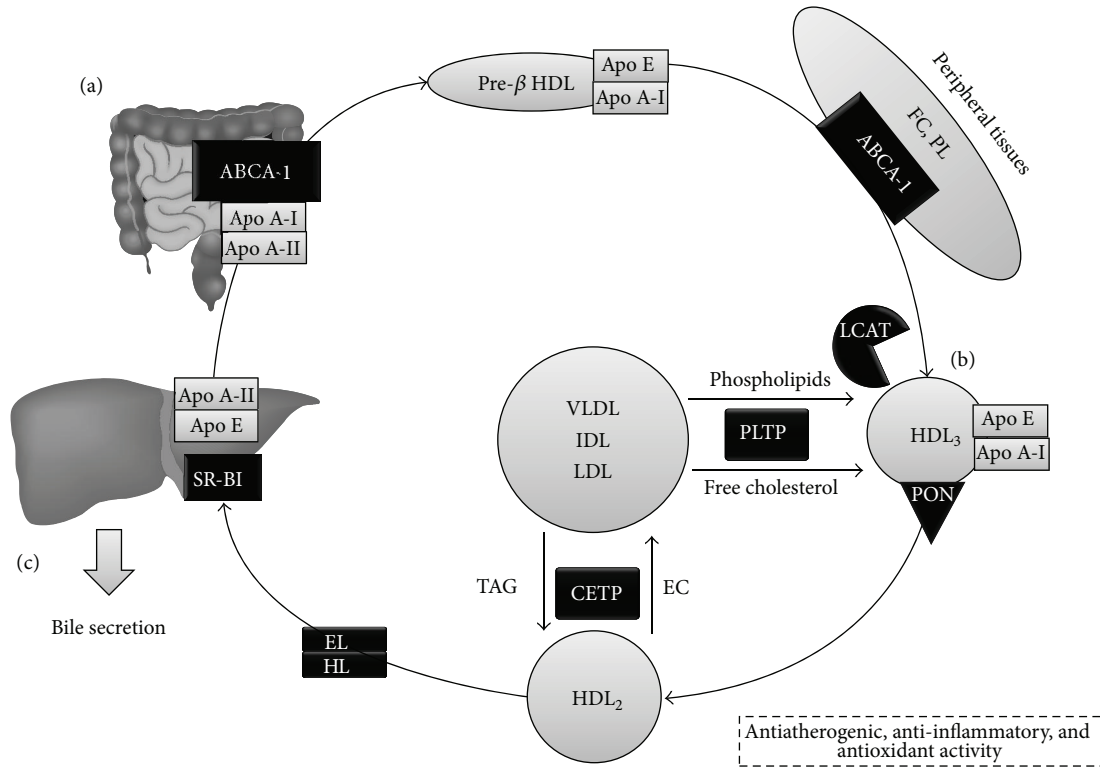 (a)
Pre-β HDL
Apo E
Apo A-I
Peripheral tissues
FC, PL
ABCA-1
ABCA-1
Apo A-I
Apo A-II
LCAT
(b)
HDL₃
Apo E
Apo A-I
PON
VLDL
IDL
LDL
Phospholipids
PLTP
Free cholesterol
Apo A-II
Apo E
SR-BI
(c)
Bile secretion
TAG
CETP
EC
EL
HL
HDL₂
Antiatherogenic, anti-inflammatory, and
antioxidant activity